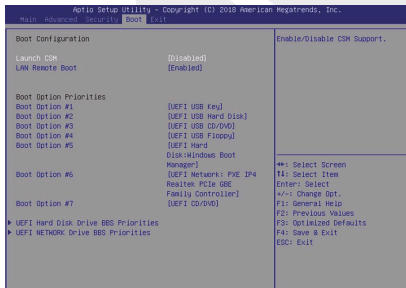 Aptio Setup Utility – Copyright (C) 2018 American Megatrends, Inc.
Main Advanced Security Boot Exit
Boot Configuration
Launch CSM [Disabled]
LAN Remote Boot [Enabled]
Boot Option Priorities
Boot Option #1 [UEFI USB Key]
Boot Option #2 [UEFI USB Hard Disk]
Boot Option #3 [UEFI USB CD/DVD]
Boot Option #4 [UEFI USB Floppy]
Boot Option #5 [UEFI Hard
Disk:Windows Boot
Manager]
Boot Option #6 [UEFI Network: PXE IP4
Realtek PCIe GBE
Family Controller]
Boot Option #7 [UEFI CD/DVD]
UEFI Hard Disk Drive BBS Priorities
UEFI NETWORK Drive BBS Priorities
Enable/Disable CSM Support.
↔: Select Screen
↑↓: Select Item
Enter: Select
+/-: Change Opt.
F1: General Help
F2: Previous Values
F3: Optimized Defaults
F4: Save & Exit
ESC: Exit